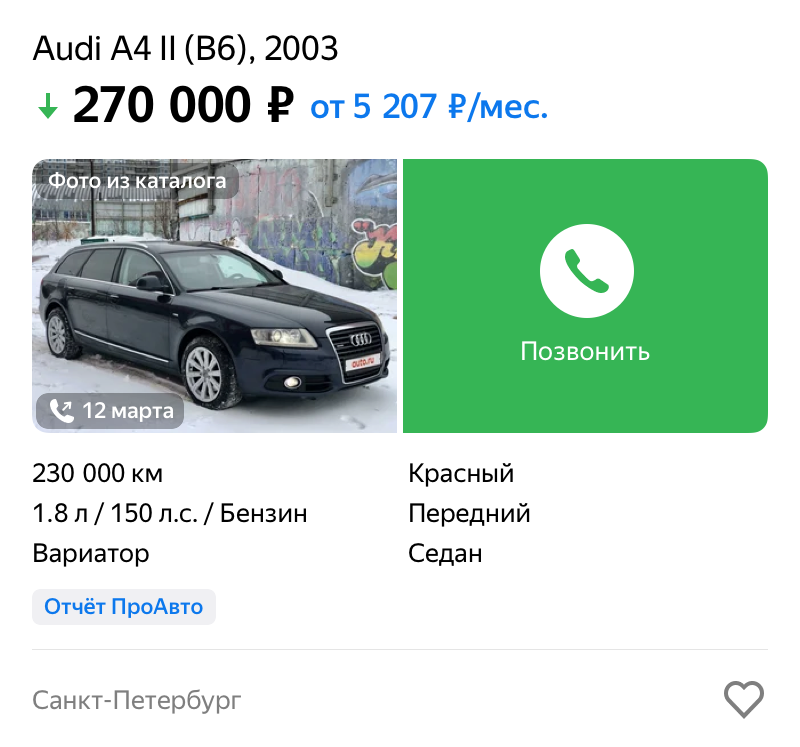 Audi A4 II (B6), 2003
270 000 ₽ от 5 207 ₽/мес.
Фото из каталога
auto.ru
12 марта
Позвонить
230 000 км
Красный
1.8 л / 150 л.с. / Бензин
Передний
Вариатор
Седан
Отчёт ПроАвто
Санкт-Петербург